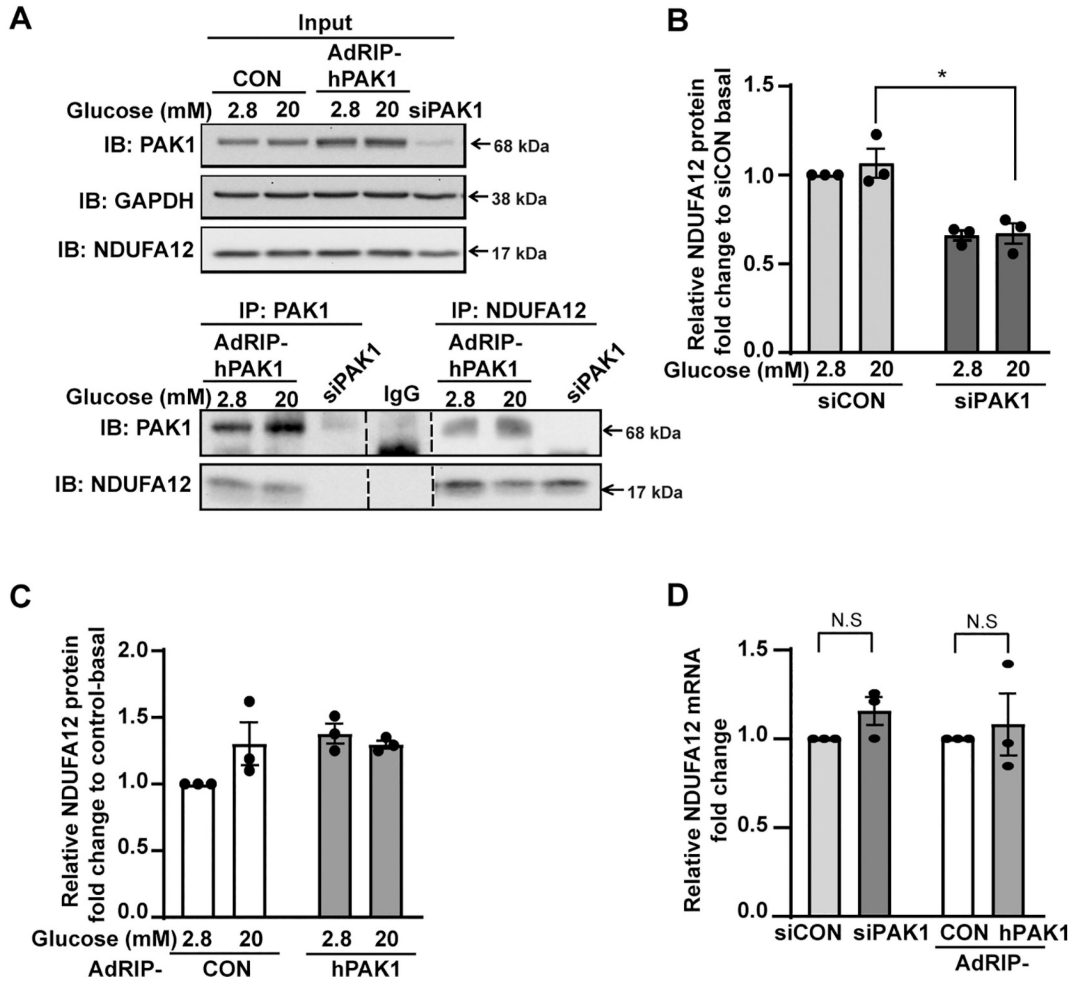 A
Input
CON
AdRIP-
hPAK1
Glucose (mM) 2.8 20 2.8 20 siPAK1
IB: PAK1 68 kDa
IB: GAPDH 38 kDa
IB: NDUFA12 17 kDa
IP: PAK1 IP: NDUFA12
AdRIP-
hPAK1
siPAK1
IgG
AdRIP-
hPAK1
siPAK1
Glucose (mM) 2.8 20 2.8 20
IB: PAK1 68 kDa
IB: NDUFA12 17 kDa
B
Relative NDUFA12 protein
fold change to siCON basal
1.5
1.0
0.5
0.0
*
Glucose (mM) 2.8 20 2.8 20
siCON siPAK1
C
Relative NDUFA12 protein
fold change to control-basal
2.0
1.5
1.0
0.5
0.0
Glucose (mM) 2.8 20 2.8 20
AdRIP- CON hPAK1
D
Relative NDUFA12 mRNA
fold change
1.5
1.0
0.5
0.0
N.S N.S
siCON siPAK1 CON hPAK1
AdRIP-